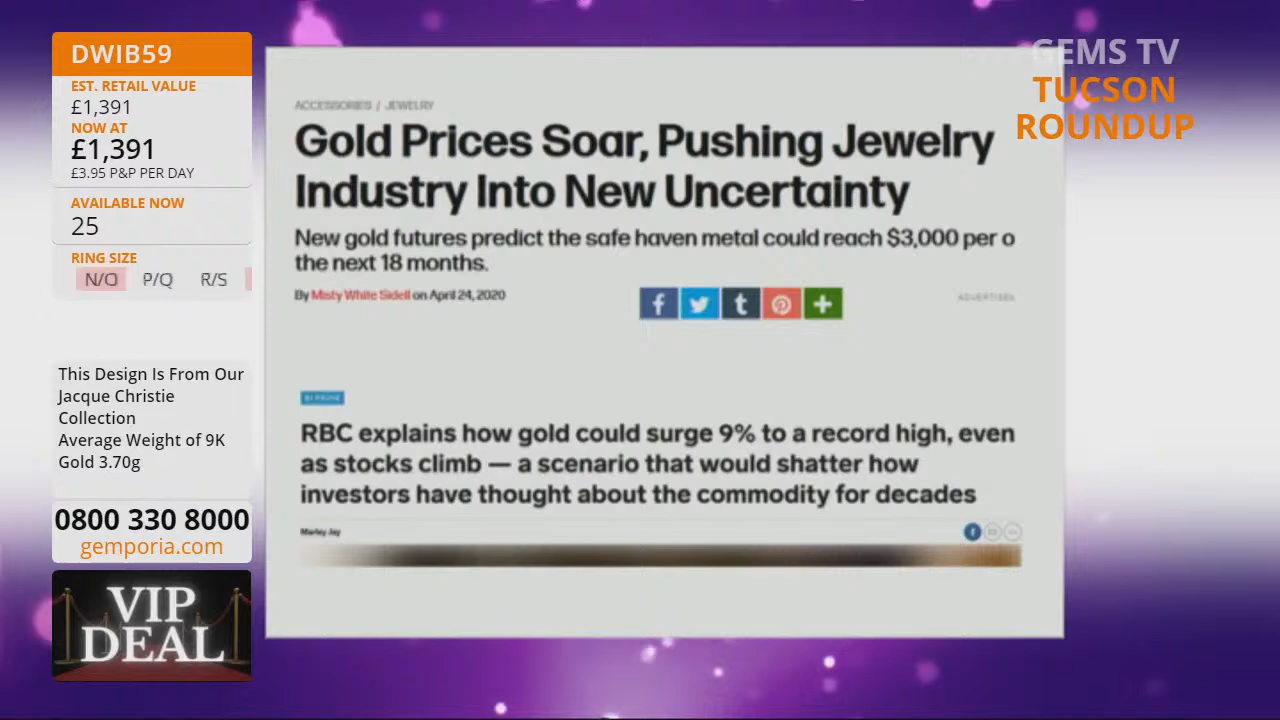 DWIB59
EST. RETAIL VALUE
£1,391
NOW AT
£1,391
£3.95 P&P PER DAY
AVAILABLE NOW
25
RING SIZE
N/O P/Q R/S
This Design Is From Our
Jacque Christie
Collection
Average Weight of 9K
Gold 3.70g
0800 330 8000
gemporia.com
VIP
DEAL
ACCESSORIES / JEWELRY
Gold Prices Soar, Pushing Jewelry
Industry Into New Uncertainty
New gold futures predict the safe haven metal could reach $3,000 per o
the next 18 months.
By Misty White Sidell on April 24, 2020
ADVERTISEM
BI PRIME
RBC explains how gold could surge 9% to a record high, even
as stocks climb — a scenario that would shatter how
investors have thought about the commodity for decades
Marley Jay
GEMS TV
TUCSON
ROUNDUP